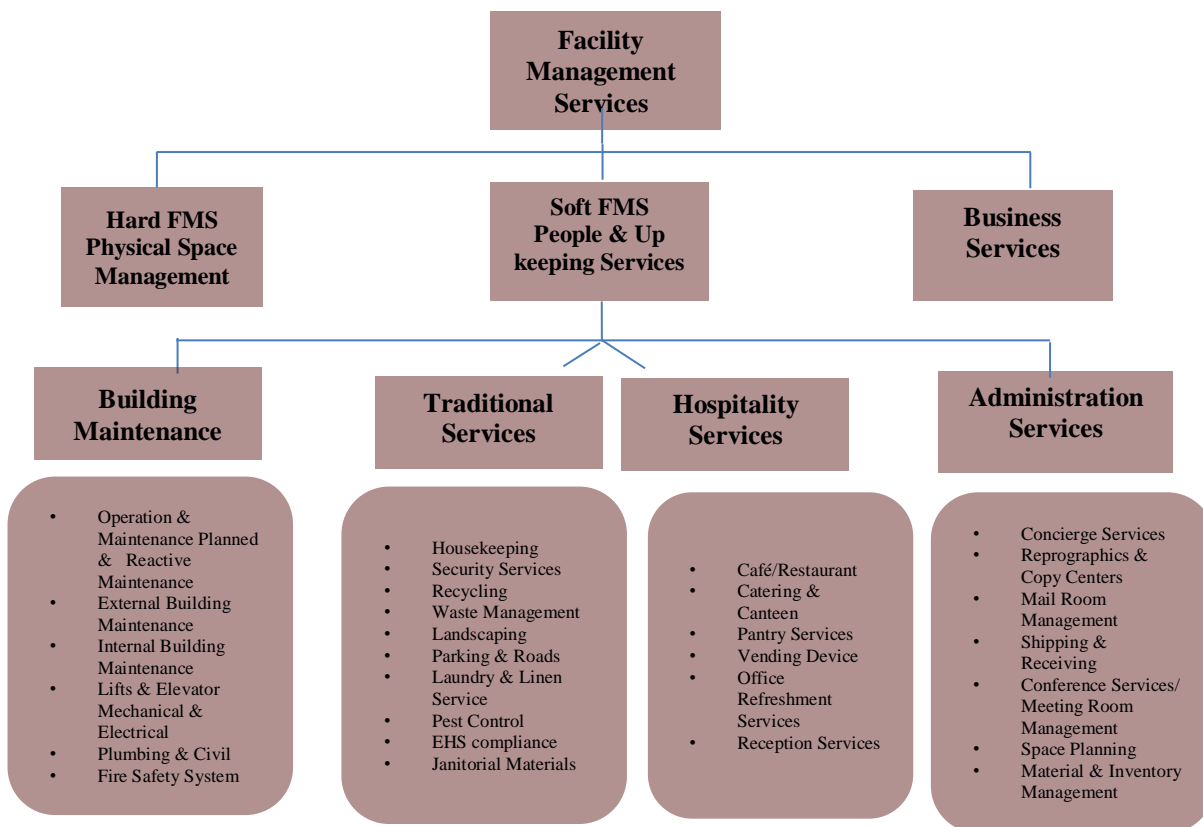 Facility
Management
Services
Hard FMS
Physical Space
Management
Soft FMS
People & Up
keeping Services
Business
Services
Building
Maintenance
Traditional
Services
Hospitality
Services
Administration
Services
• Operation &
Maintenance Planned
& Reactive
Maintenance
• External Building
Maintenance
• Internal Building
Maintenance
• Lifts & Elevator
Mechanical &
Electrical
• Plumbing & Civil
• Fire Safety System
• Housekeeping
• Security Services
• Recycling
• Waste Management
• Landscaping
• Parking & Roads
• Laundry & Linen
Service
• Pest Control
• EHS compliance
• Janitorial Materials
• Café/Restaurant
• Catering &
Canteen
• Pantry Services
• Vending Device
• Office
Refreshment
Services
• Reception Services
• Concierge Services
• Reprographics &
Copy Centers
• Mail Room
Management
• Shipping &
Receiving
• Conference Services/
Meeting Room
Management
• Space Planning
• Material & Inventory
Management